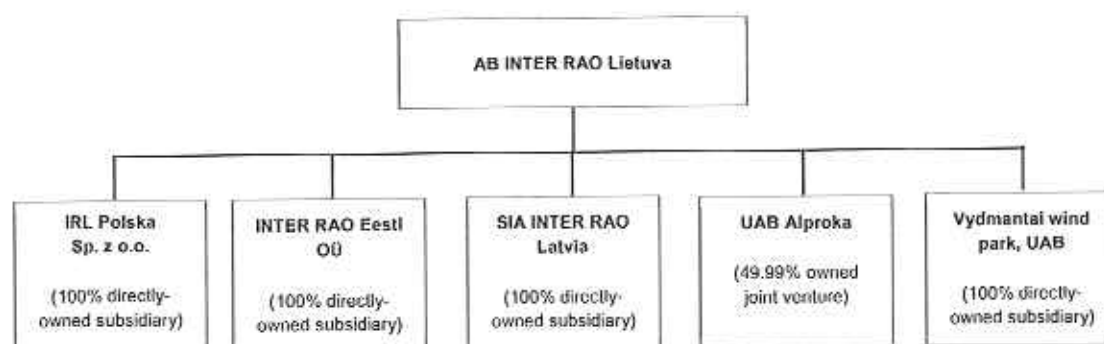 AB INTER RAO Lietuva
IRL Polska
Sp. z o.o.
(100% directly-
owned subsidiary)
INTER RAO Eesti
OÜ
(100% directly-
owned subsidiary)
SIA INTER RAO
Latvia
(100% directly-
owned subsidiary)
UAB Alproka
(49.99% owned
joint venture)
Vydmantai wind
park, UAB
(100% directly-
owned subsidiary)